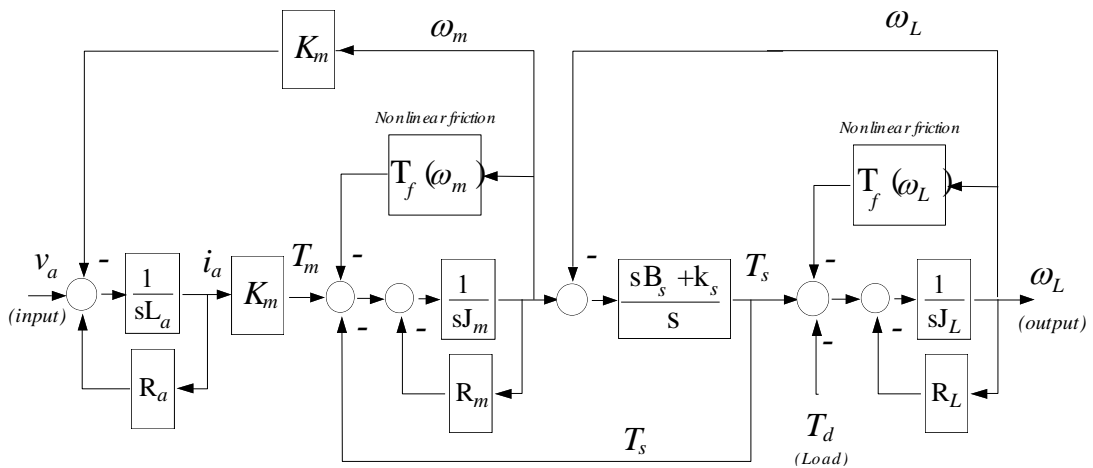 ω_m
ω_L
K_m
Nonlinear friction
T_f (ω_m)
Nonlinear friction
T_f (ω_L)
v_a
(input)
-
1
sL_a
i_a
K_m
T_m
-
-
-
1
sJ_m
-
sB_s +k_s
s
T_s
-
-
-
1
sJ_L
ω_L
(output)
R_a
R_m
R_L
T_s
T_d
(Load)